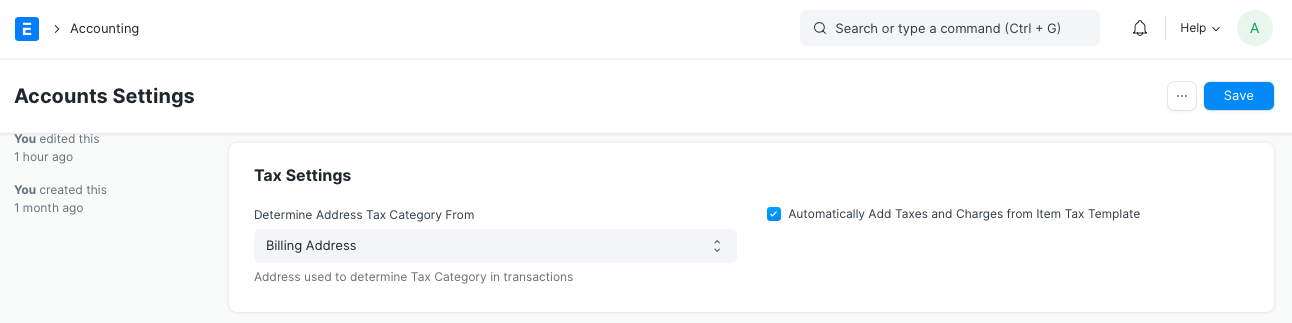 E
Accounting
Search or type a command (Ctrl + G)
Help
A
Accounts Settings
...
Save
You edited this
1 hour ago
You created this
1 month ago
Tax Settings
Determine Address Tax Category From
Billing Address
Address used to determine Tax Category in transactions
Automatically Add Taxes and Charges from Item Tax Template